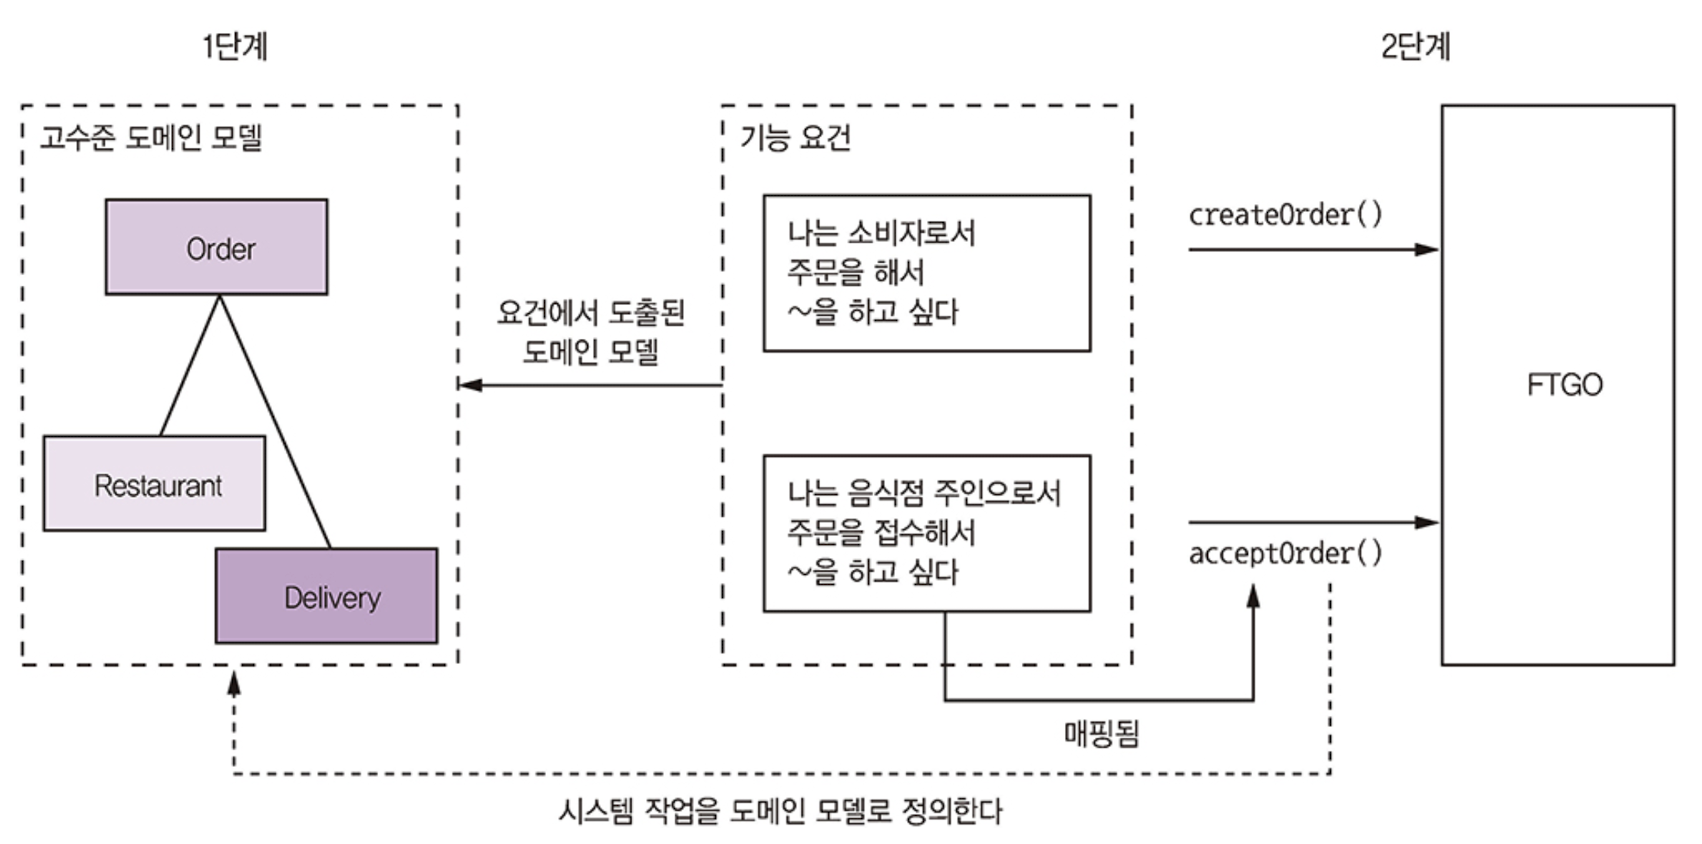 1단계
2단계
고수준 도메인 모델
Order
Restaurant
Delivery
요건에서 도출된
도메인 모델
기능 요건
나는 소비자로서
주문을 해서
~을 하고 싶다
나는 음식점 주인으로서
주문을 접수해서
~을 하고 싶다
createOrder()
acceptOrder()
FTGO
매핑됨
시스템 작업을 도메인 모델로 정의한다